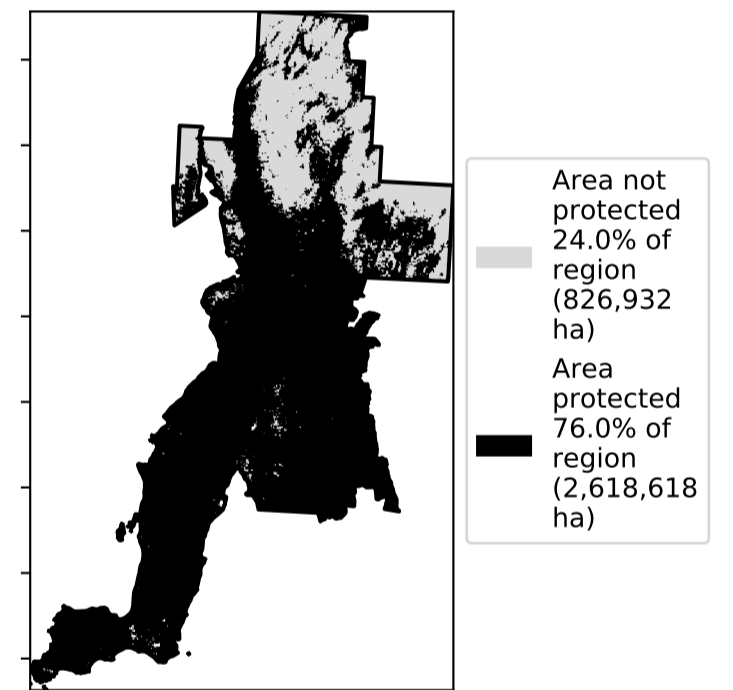 Area not
protected
24.0% of
region
(826,932
ha)
Area
protected
76.0% of
region
(2,618,618
ha)